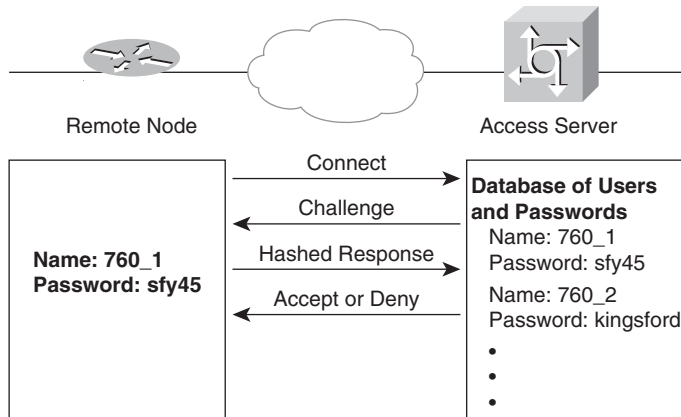 Remote Node
Access Server
Connect
Challenge
Hashed Response
Accept or Deny
Name: 760_1
Password: sfy45
Database of Users
and Passwords
Name: 760_1
Password: sfy45
Name: 760_2
Password: kingsford